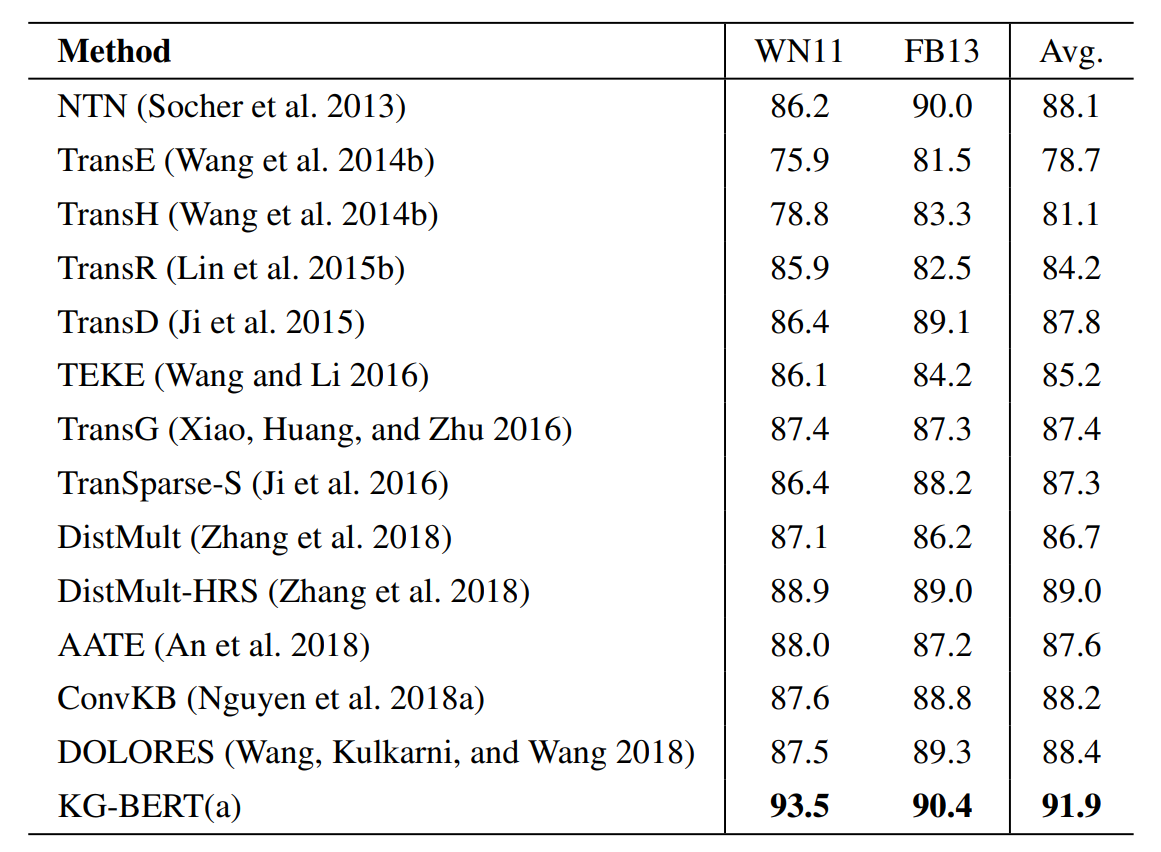 Method WN11 FB13 Avg.
NTN (Socher et al. 2013) 86.2 90.0 88.1
TransE (Wang et al. 2014b) 75.9 81.5 78.7
TransH (Wang et al. 2014b) 78.8 83.3 81.1
TransR (Lin et al. 2015b) 85.9 82.5 84.2
TransD (Ji et al. 2015) 86.4 89.1 87.8
TEKE (Wang and Li 2016) 86.1 84.2 85.2
TransG (Xiao, Huang, and Zhu 2016) 87.4 87.3 87.4
TranSparse-S (Ji et al. 2016) 86.4 88.2 87.3
DistMult (Zhang et al. 2018) 87.1 86.2 86.7
DistMult-HRS (Zhang et al. 2018) 88.9 89.0 89.0
AATE (An et al. 2018) 88.0 87.2 87.6
ConvKB (Nguyen et al. 2018a) 87.6 88.8 88.2
DOLORES (Wang, Kulkarni, and Wang 2018) 87.5 89.3 88.4
KG-BERT(a) 93.5 90.4 91.9